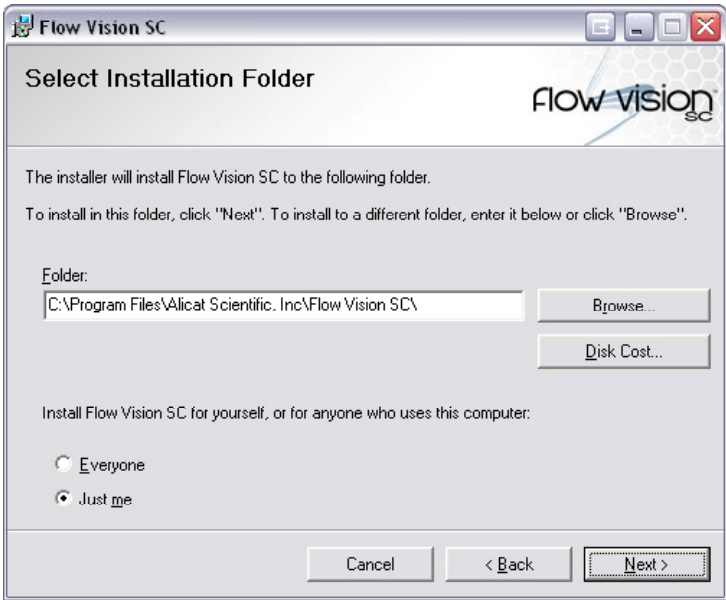 Flow Vision SC
Select Installation Folder
flow vision
SC
The installer will install Flow Vision SC to the following folder.
To install in this folder, click "Next". To install to a different folder, enter it below or click "Browse".
Folder:
C:\Program Files\Alicat Scientific, Inc\Flow Vision SC\
Browse...
Disk Cost...
Install Flow Vision SC for yourself, or for anyone who uses this computer:
Everyone
Just me
Cancel < Back Next >